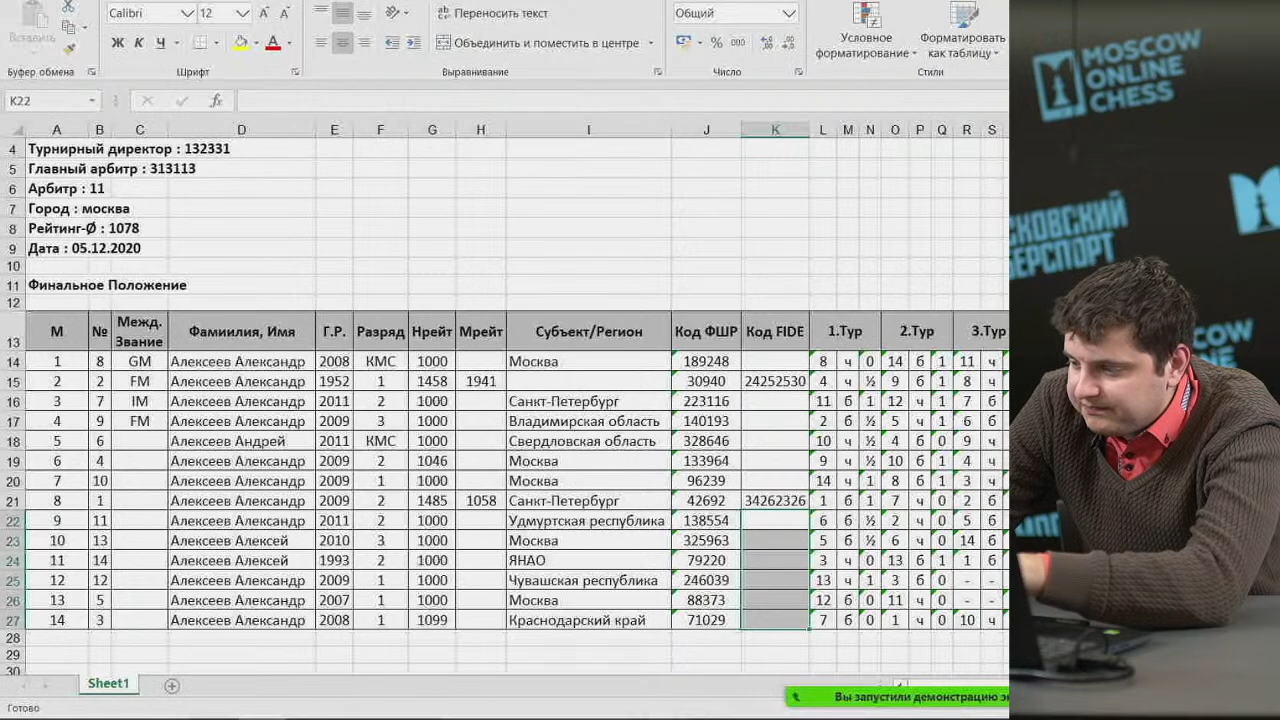 Calibri 12
Переносить текст
Общий
Вставить
Ж К Ч
Объединить и поместить в центре
% 000
Условное форматирование
Форматировать как таблицу
Буфер обмена
Шрифт
Выравнивание
Число
Стили
K22
fx
A B C D E F G H I J K L M N O P Q R S
4 Турнирный директор : 132331
5 Главный арбитр : 313113
6 Арбитр : 11
7 Город : москва
8 Рейтинг-Ø : 1078
9 Дата : 05.12.2020
10
11 Финальное Положение
12
13 М № Межд. Звание Фамиилия, Имя Г.Р. Разряд Нрейт Мрейт Субъект/Регион Код ФШР Код FIDE 1.Тур 2.Тур 3.Тур
14 1 8 GM Алексеев Александр 2008 КМС 1000 Москва 189248 8 ч 0 14 б 1 11 ч
15 2 2 FM Алексеев Александр 1952 1 1458 1941 30940 24252530 4 ч ½ 9 б 1 8 ч
16 3 7 IM Алексеев Александр 2011 2 1000 Санкт-Петербург 223116 11 б 1 12 ч 1 7 б
17 4 9 FM Алексеев Александр 2009 3 1000 Владимирская область 140193 2 б ½ 5 ч 1 6 б
18 5 6 Алексеев Андрей 2011 КМС 1000 Свердловская область 328646 10 ч ½ 4 б 0 9 ч
19 6 4 Алексеев Александр 2009 2 1046 Москва 133964 9 ч ½ 10 б 1 4 ч
20 7 10 Алексеев Александр 2009 1 1000 Москва 96239 14 ч 1 8 б 1 3 ч
21 8 1 Алексеев Александр 2009 2 1485 1058 Санкт-Петербург 42692 34262326 1 б 1 7 ч 0 2 б
22 9 11 Алексеев Александр 2011 2 1000 Удмуртская республика 138554 6 б ½ 2 ч 0 5 б
23 10 13 Алексеев Алексей 2010 3 1000 Москва 325963 5 б ½ 6 ч 0 14 б
24 11 14 Алексеев Алексей 1993 2 1000 ЯНАО 79220 3 ч 0 13 б 1 1 б
25 12 12 Алексеев Александр 2009 1 1000 Чувашская республика 246039 13 ч 1 3 б 0 - -
26 13 5 Алексеев Александр 2007 1 1000 Москва 88373 12 б 0 11 ч 0 - -
27 14 3 Алексеев Александр 2008 1 1099 Краснодарский край 71029 7 б 0 1 ч 0 10 ч
28
29
30
Sheet1
Готово
Вы запустили демонстрацию э
MOSCOW
ONLINE
CHESS
СКОВСКИЙ
БЕРСПОРТ